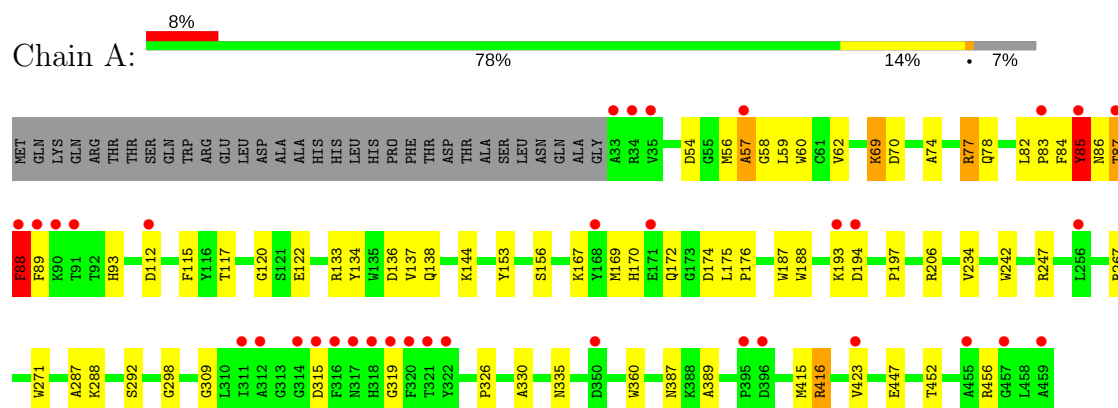 8%
Chain A:
78% 14% • 7%
MET GLN LYS GLN ARG THR THR SER GLN TRP ARG GLU LEU ASP ALA ALA HIS HIS LEU HIS PRO PHE THR ASP THR ALA SER LEU ASN GLN ALA GLY A33 R34 V35 D54 G55 M56 A57 G58 L59 W60 C61 V62 K69 D70 A74 R77 Q78 L82 P83 F84 Y85 N86 T87
F88 F89 K90 T91 T92 H93 D112 F115 Y116 T117 G120 S121 E122 R133 Y134 W135 D136 V137 Q138 K144 Y153 S156 K167 Y168 M169 H170 E171 Q172 G173 D174 L175 P176 W187 W188 K193 D194 P197 R206 V234 W242 R247 L256
W271 A287 K288 S292 G298 G309 L310 I311 A312 G313 G314 D315 F316 N317 H318 G319 F320 T321 Y322 P326 A330 N335 D350 W360 N387 K388 A389 P395 D396 M415 R416 V423 E447 T452 A455 R456 G457 L458 A459